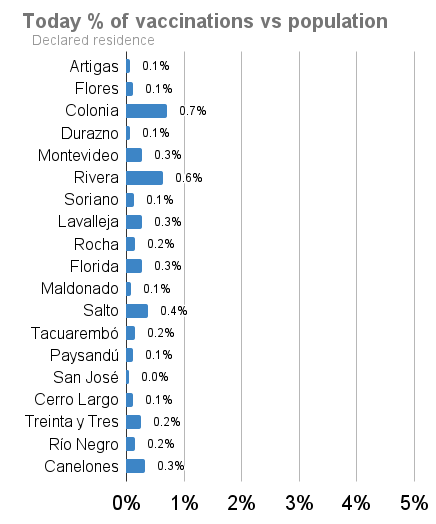 Today % of vaccinations vs population
Declared residence
Artigas 0.1%
Flores 0.1%
Colonia 0.7%
Durazno 0.1%
Montevideo 0.3%
Rivera 0.6%
Soriano 0.1%
Lavalleja 0.3%
Rocha 0.2%
Florida 0.3%
Maldonado 0.1%
Salto 0.4%
Tacuarembó 0.2%
Paysandú 0.1%
San José 0.0%
Cerro Largo 0.1%
Treinta y Tres 0.2%
Río Negro 0.2%
Canelones 0.3%
0% 1% 2% 3% 4% 5%